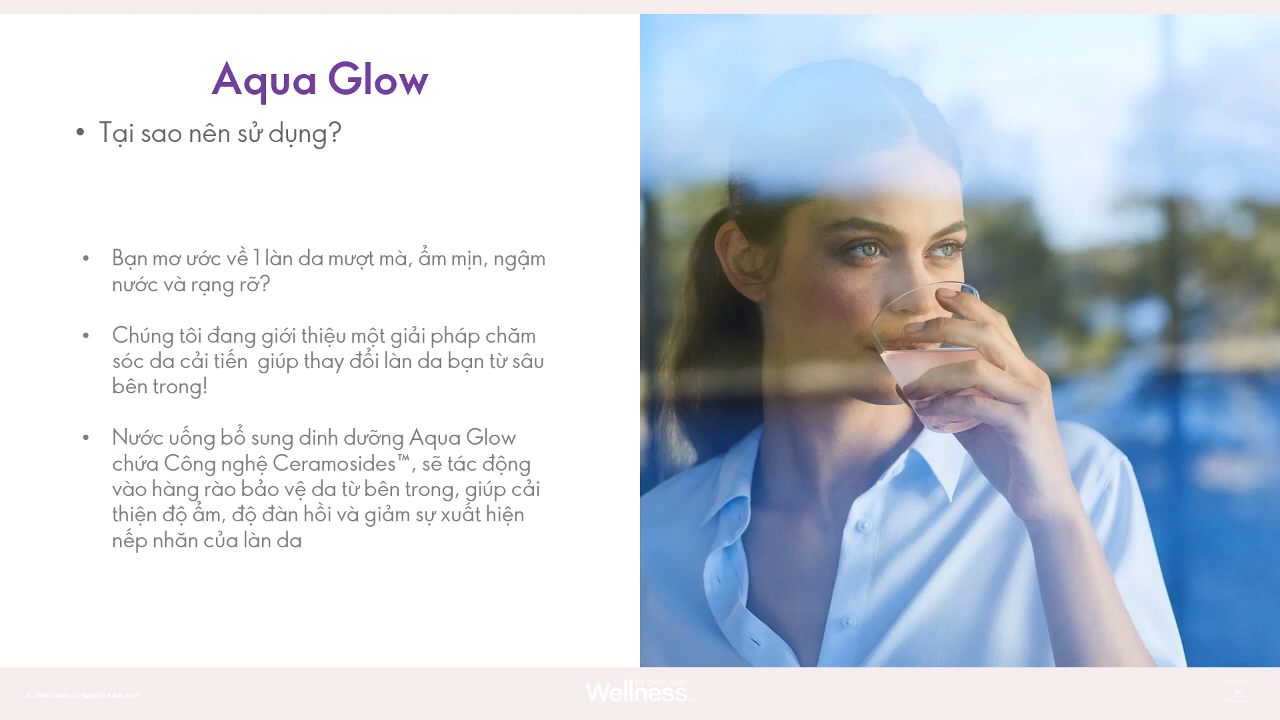 Aqua Glow
• Tại sao nên sử dụng?
• Bạn mơ ước về 1 làn da mượt mà, ẩm mịn, ngậm
nước và rạng rỡ?
• Chúng tôi đang giới thiệu một giải pháp chăm
sóc da cải tiến giúp thay đổi làn da bạn từ sâu
bên trong!
• Nước uống bổ sung dinh dưỡng Aqua Glow
chứa Công nghệ Ceramosides™, sẽ tác động
vào hàng rào bảo vệ da từ bên trong, giúp cải
thiện độ ẩm, độ đàn hồi và giảm sự xuất hiện
nếp nhăn của làn da
Wellness